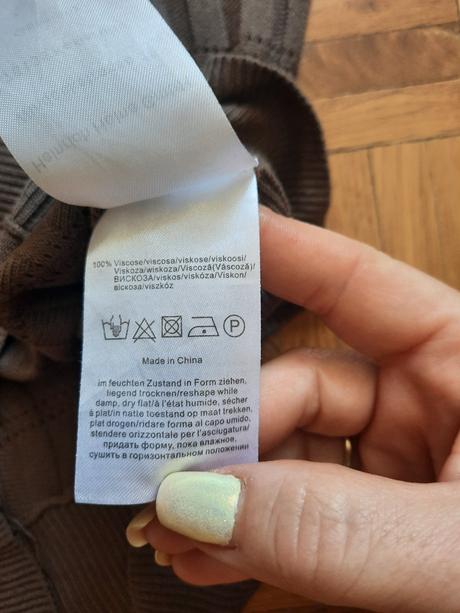 100% Viscose/viscosa/viskose/viskoosi/
Viskoza/wiskoza/Viscoză(Vâscoză)/
ВИСКОЗА/viskos/viskóza/Viskon/
віскоза/viszkóz
P
Made in China
im feuchten Zustand in Form ziehen,
liegend trocknen/reshape while
damp, dry flat/à l'état humide, sécher
à plat/in natte toestand op maat trekken,
plat drogen/ridare forma al capo umido,
stendere orizzontale per l'asciugatura/
придать форму, пока влажное,
сушить в горизонтальном положении